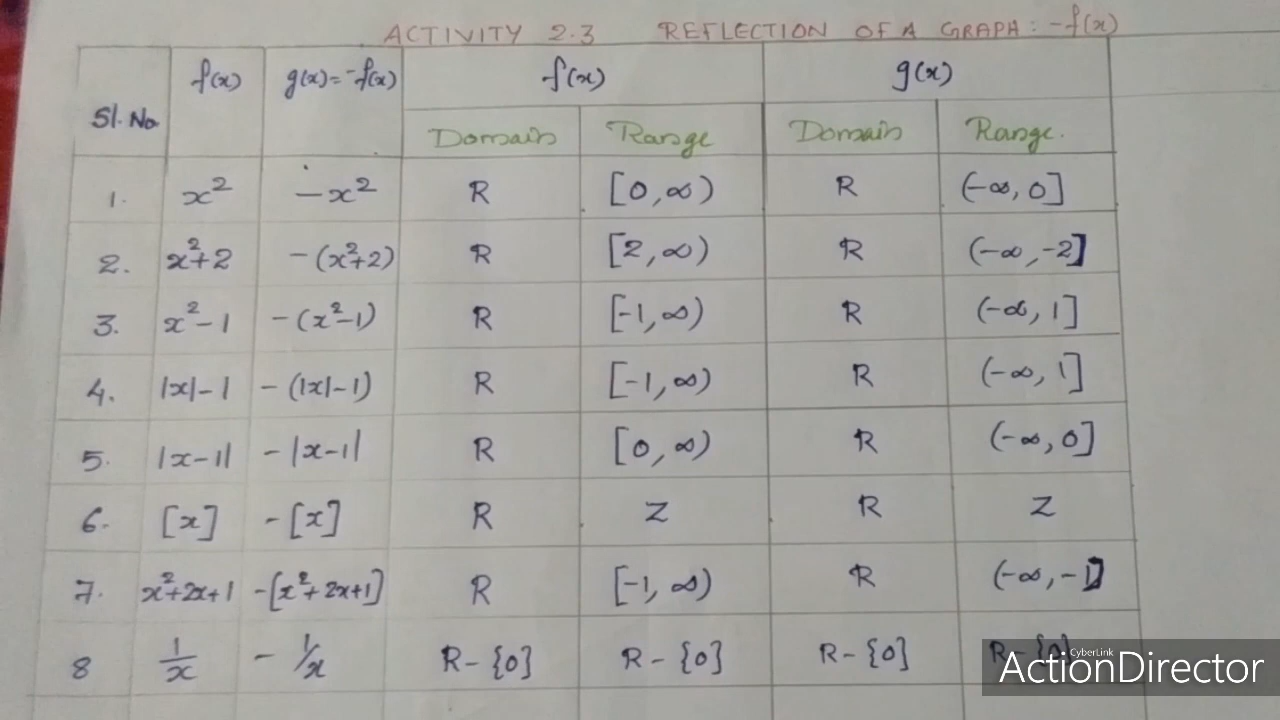 ACTIVITY 2.3 REFLECTION OF A GRAPH: -f(x)
Sl. No f(x) g(x)=-f(x) f(x) g(x)
Domain Range Domain Range.
1. x² -x² R [0,∞) R (-∞,0]
2. x²+2 -(x²+2) R [2,∞) R (-∞,-2]
3. x²-1 -(x²-1) R [-1,∞) R (-∞,1]
4. |x|-1 -(|x|-1) R [-1,∞) R (-∞,1]
5. |x-1| -|x-1| R [0,∞) R (-∞,0]
6. [x] -[x] R Z R Z
7. x²+2x+1 -[x²+2x+1] R [-1,∞) R (-∞,-1]
8 1/x -1/x R-{0} R-{0} R-{0} R-{0}
CyberLink
ActionDirector